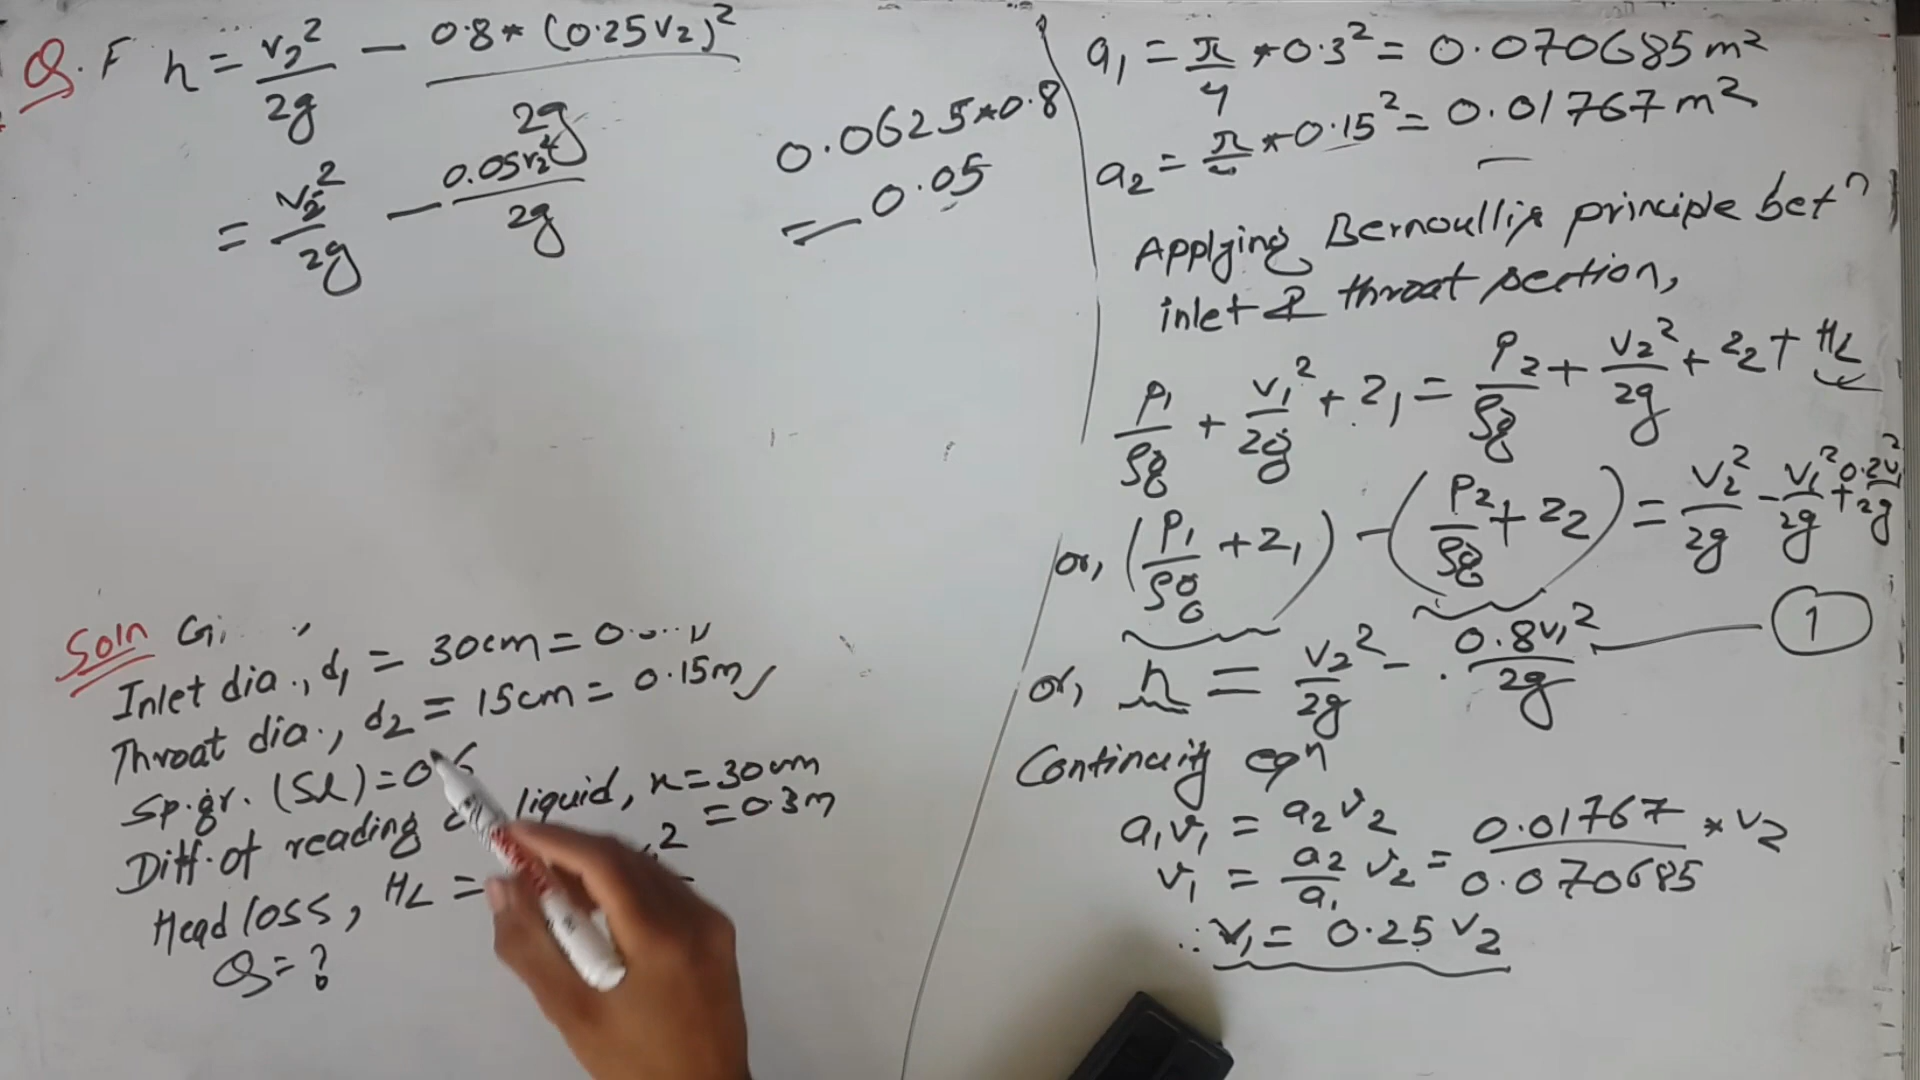 Q. F h = v₂²/2g − 0.8*(0.25v₂)²/2g
= v₂²/2g − 0.05v₂²/2g
0.0625*0.8
= 0.05
Soln Gi
Inlet dia., d₁ = 30cm = 0.
Throat dia., d₂ = 15cm = 0.15m
Sp.gr. (Sl) = 0.6
Diff. of reading liquid, x = 30cm
= 0.3m
Head loss, HL =
Q = ?
a₁ = π/4 * 0.3² = 0.070685 m²
a₂ = π/4 * 0.15² = 0.01767 m²
Applying Bernoullis principle betⁿ
inlet & throat section,
P₁/ρg + v₁²/2g + z₁ = P₂/ρg + v₂²/2g + z₂ + HL
or, (P₁/ρg + z₁) − (P₂/ρg + z₂) = v₂²/2g − v₁²/2g + 0.2v₁²/2g
or, h = v₂²/2g − 0.8v₁²/2g — 1
Continuity eqⁿ
a₁v₁ = a₂v₂
v₁ = a₂/a₁ v₂ = 0.01767/0.070685 * v₂
∴ v₁ = 0.25 v₂